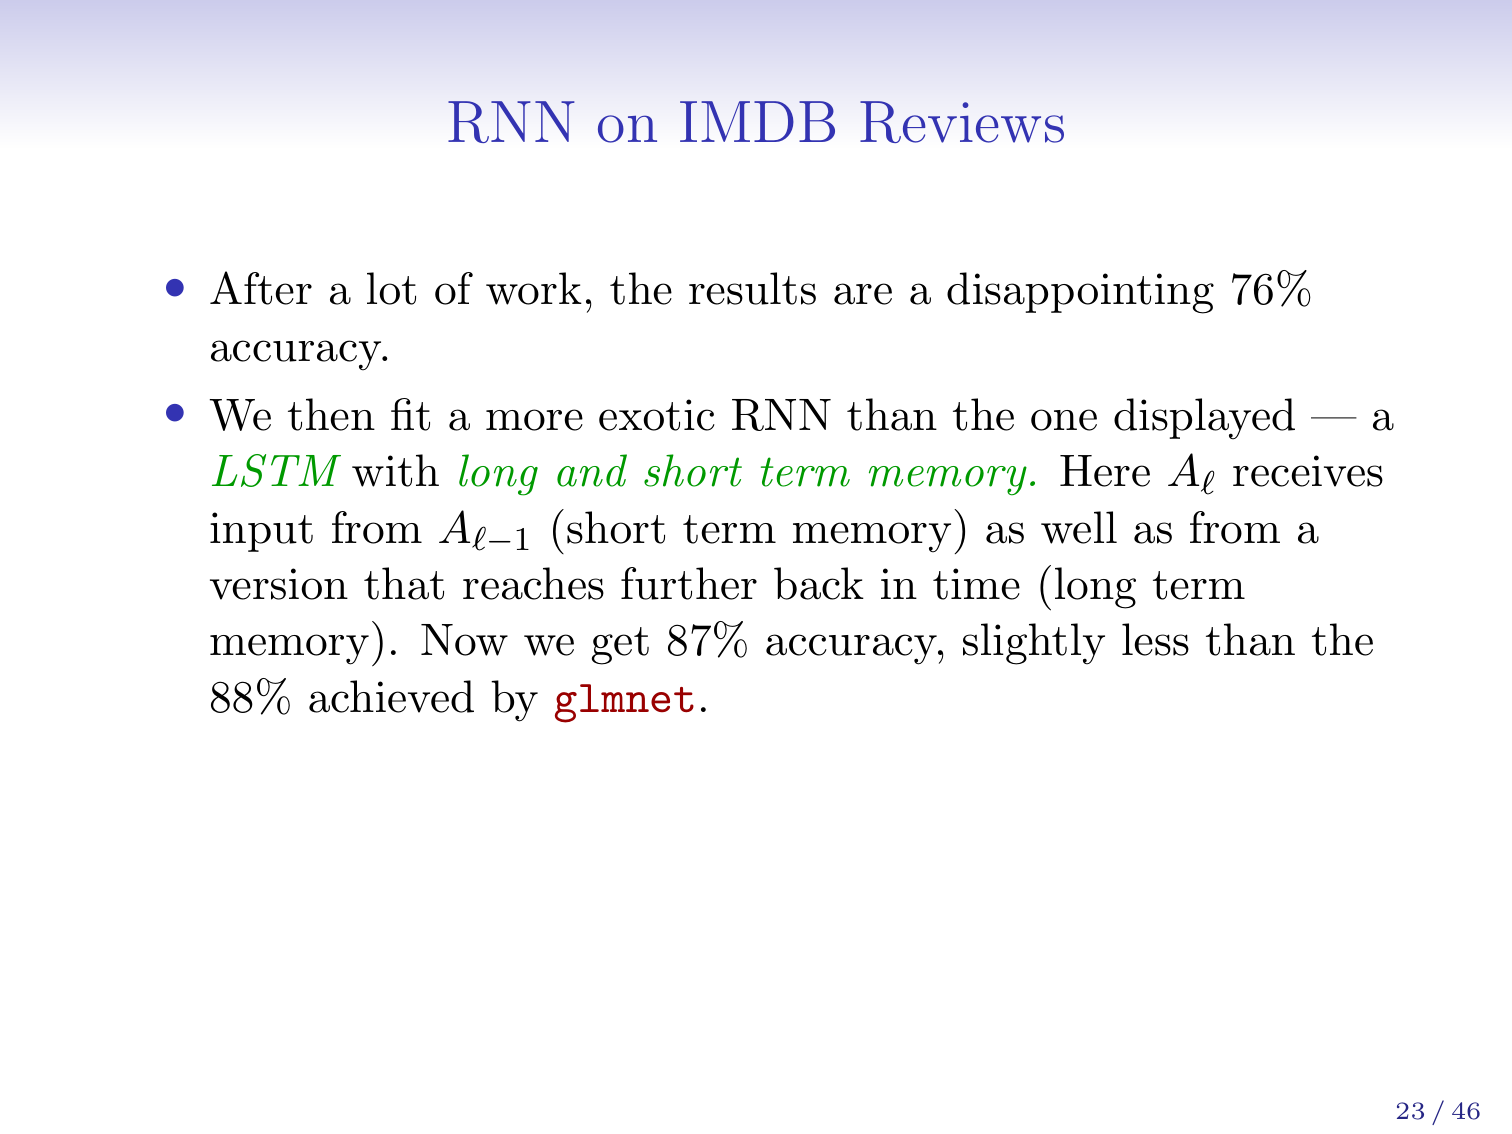 RNN on IMDB Reviews
• After a lot of work, the results are a disappointing 76%
accuracy.
• We then fit a more exotic RNN than the one displayed — a
LSTM with long and short term memory. Here Aℓ receives
input from Aℓ−1 (short term memory) as well as from a
version that reaches further back in time (long term
memory). Now we get 87% accuracy, slightly less than the
88% achieved by glmnet.
23 / 46